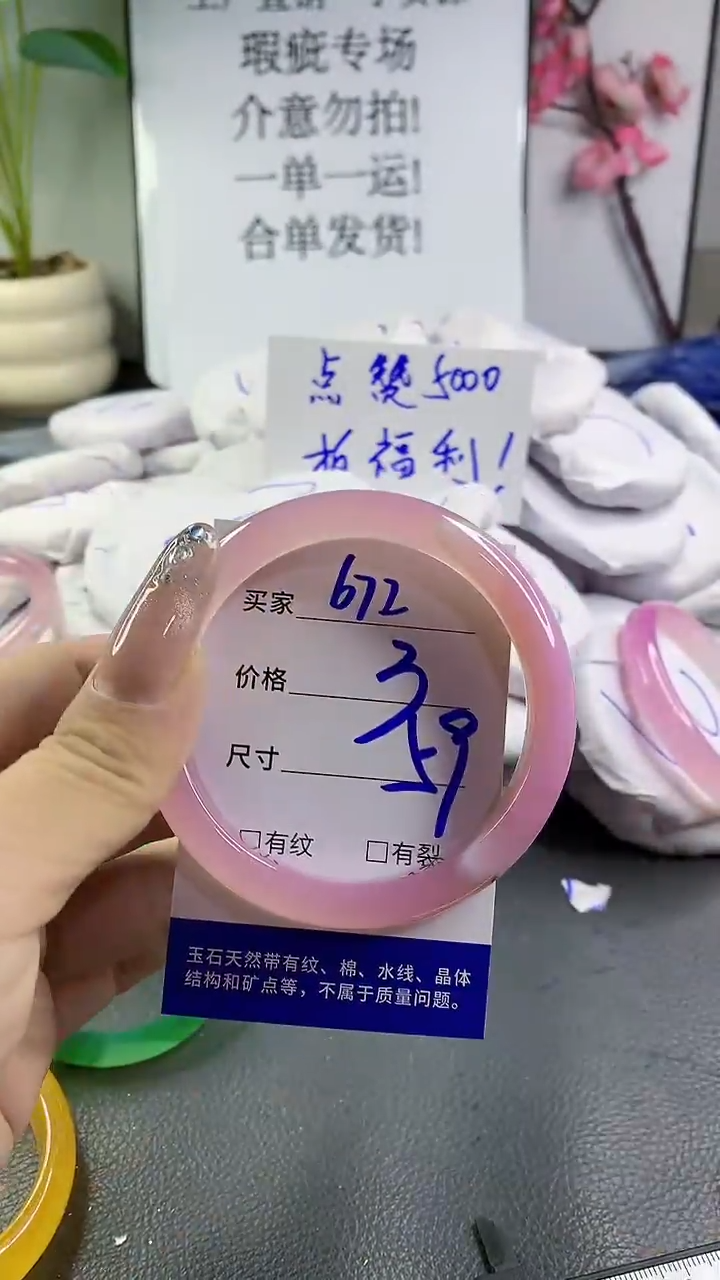 瑕疵专场
介意勿拍!
一单一运!
合单发货!
点赞5000
拍福利!
买家 672
价格 3
尺寸 59
□有纹 □有裂
玉石天然带有纹、棉、水线、晶体
结构和矿点等，不属于质量问题。